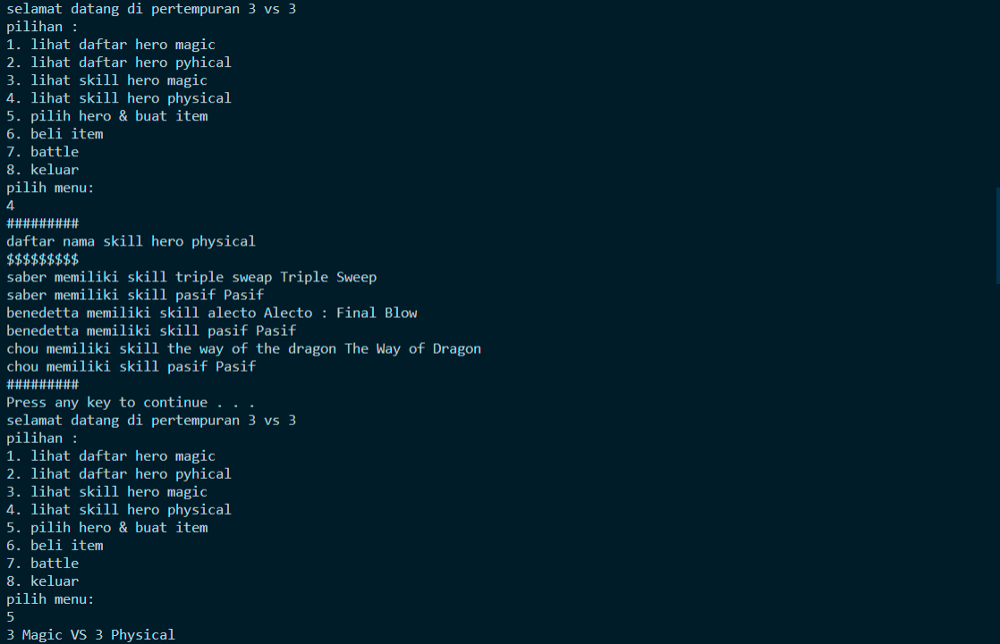 selamat datang di pertempuran 3 vs 3
pilihan :
1. lihat daftar hero magic
2. lihat daftar hero pyhical
3. lihat skill hero magic
4. lihat skill hero physical
5. pilih hero & buat item
6. beli item
7. battle
8. keluar
pilih menu:
4
#########
daftar nama skill hero physical
$$$$$$$$$
saber memiliki skill triple sweap Triple Sweep
saber memiliki skill pasif Pasif
benedetta memiliki skill alecto Alecto : Final Blow
benedetta memiliki skill pasif Pasif
chou memiliki skill the way of the dragon The Way of Dragon
chou memiliki skill pasif Pasif
#########
Press any key to continue . . .
selamat datang di pertempuran 3 vs 3
pilihan :
1. lihat daftar hero magic
2. lihat daftar hero pyhical
3. lihat skill hero magic
4. lihat skill hero physical
5. pilih hero & buat item
6. beli item
7. battle
8. keluar
pilih menu:
5
3 Magic VS 3 Physical